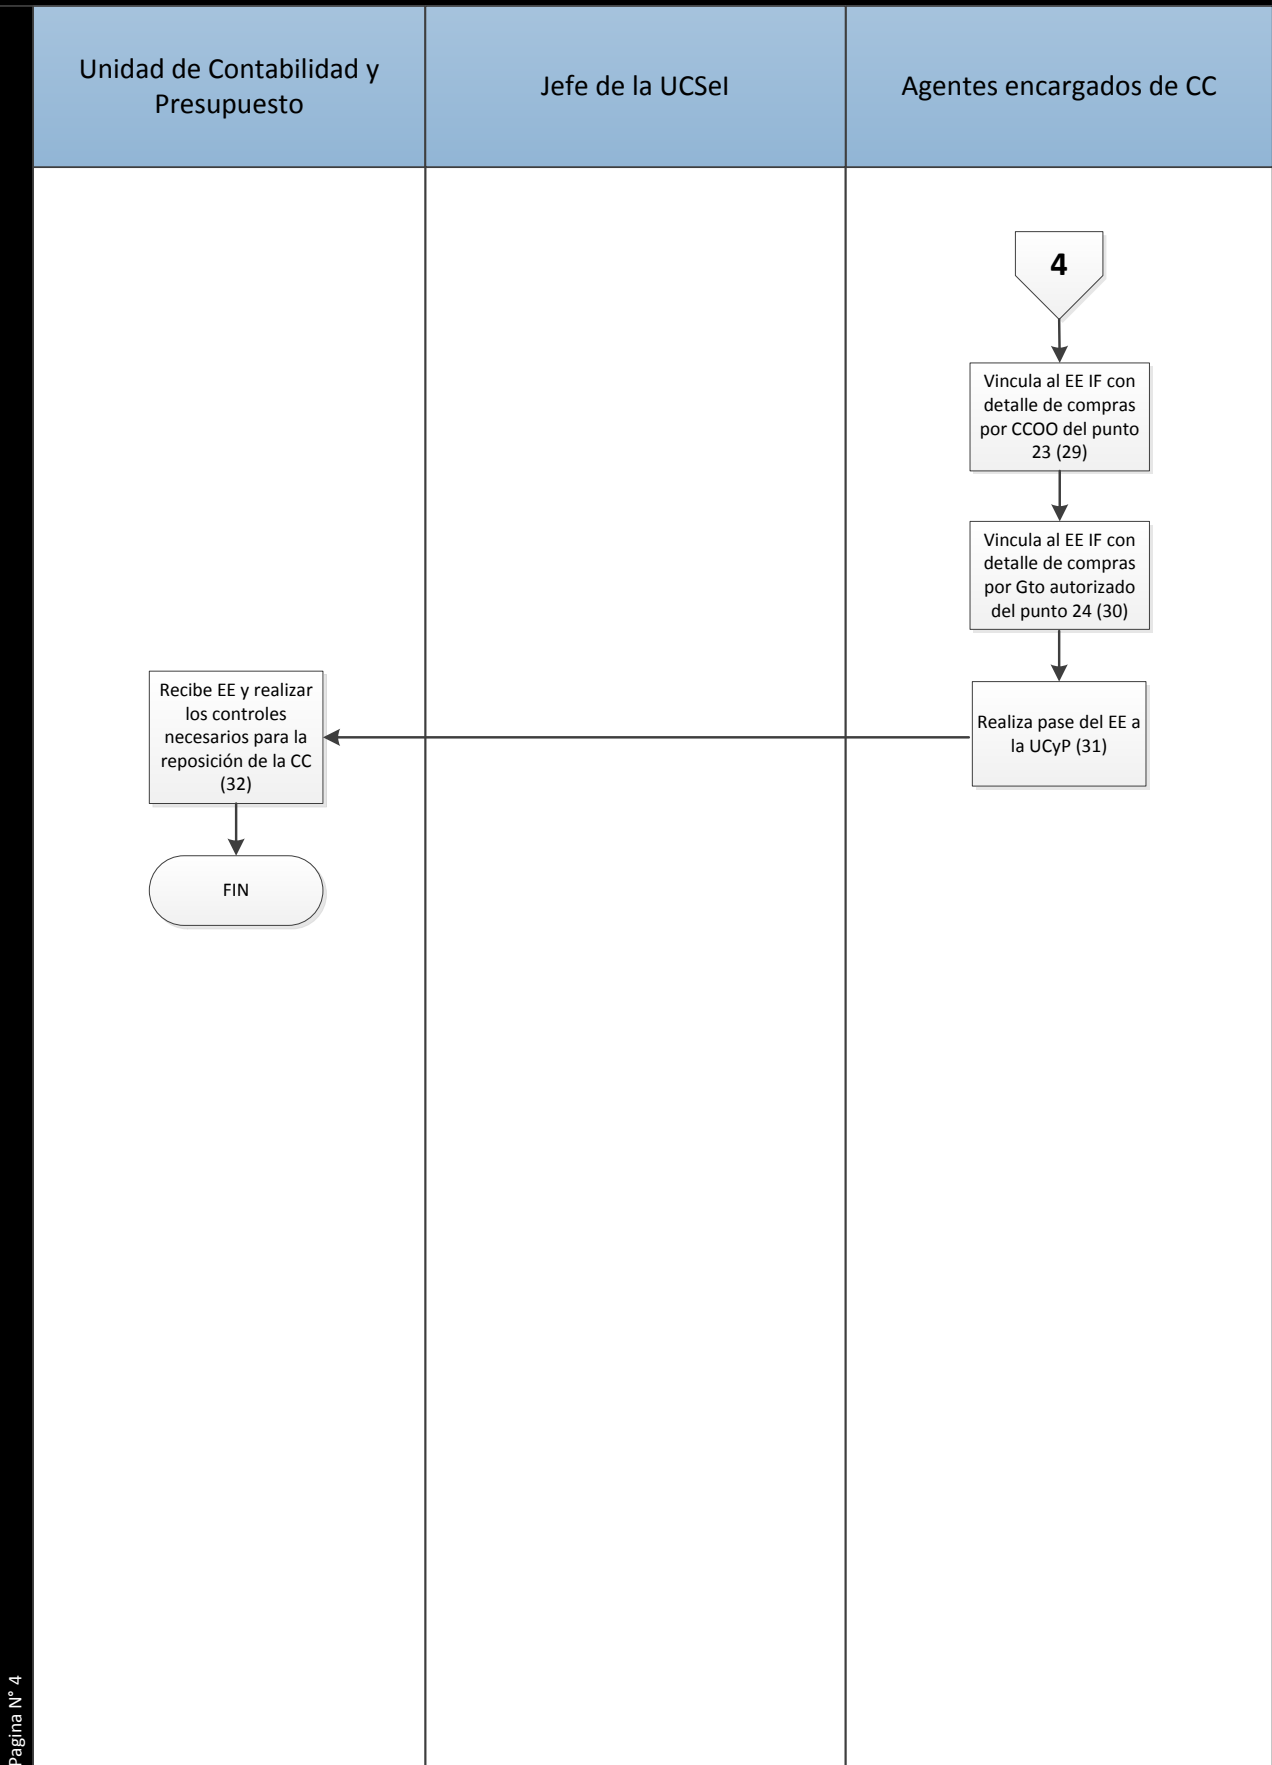 Unidad de Contabilidad y
Presupuesto
Jefe de la UCSeI
Agentes encargados de CC
4
Vincula al EE IF con
detalle de compras
por CCOO del punto
23 (29)
Vincula al EE IF con
detalle de compras
por Gto autorizado
del punto 24 (30)
Realiza pase del EE a
la UCyP (31)
Recibe EE y realizar
los controles
necesarios para la
reposición de la CC
(32)
FIN
Pagina N° 4